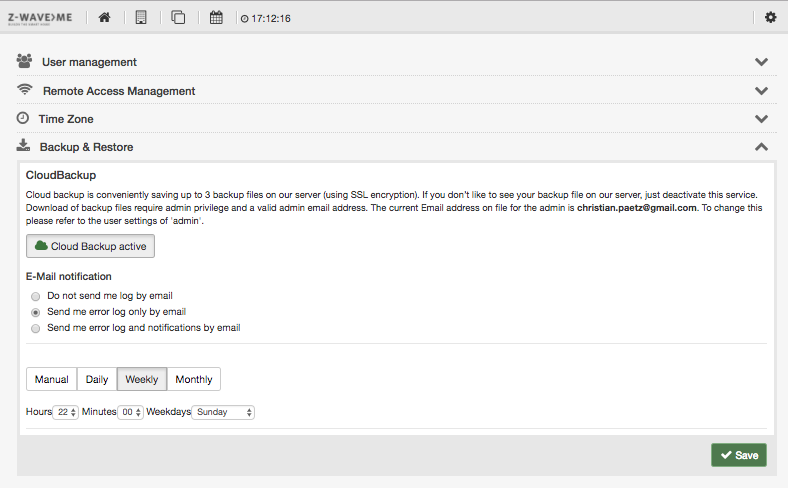 Z-WAVE>ME
17:12:16
User management
Remote Access Management
Time Zone
Backup & Restore
CloudBackup
Cloud backup is conveniently saving up to 3 backup files on our server (using SSL encryption). If you don't like to see your backup file on our server, just deactivate this service.
Download of backup files require admin privilege and a valid admin email address. The current Email address on file for the admin is christian.paetz@gmail.com. To change this
please refer to the user settings of 'admin'.
Cloud Backup active
E-Mail notification
Do not send me log by email
Send me error log only by email
Send me error log and notifications by email
Manual Daily Weekly Monthly
Hours 22 Minutes 00 Weekdays Sunday
Save